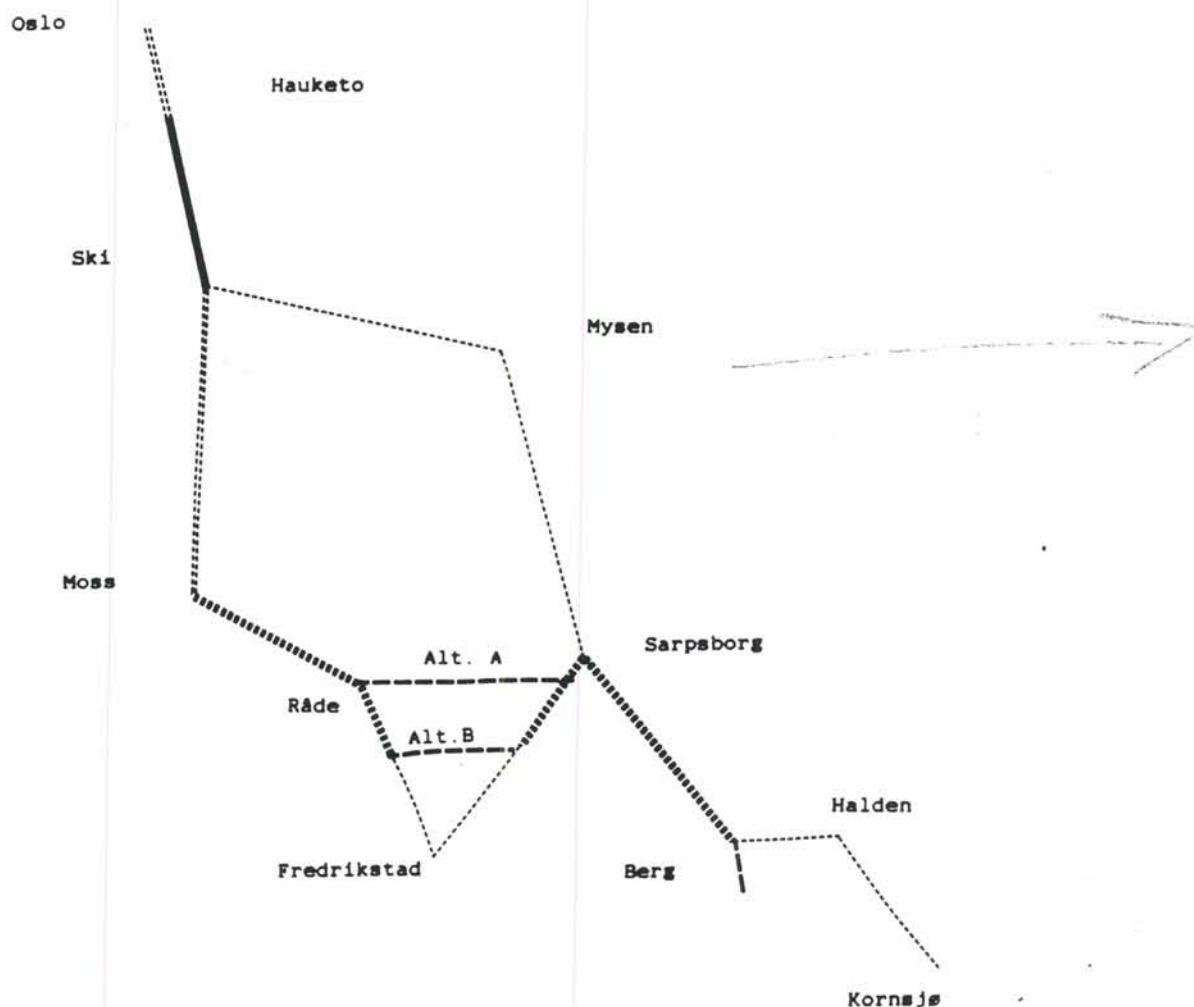 Oslo
Hauketo
Ski
Mysen
Moss
Sarpsborg
Alt. A
Råde
Alt.B
Halden
Fredrikstad
Berg
Kornsjø